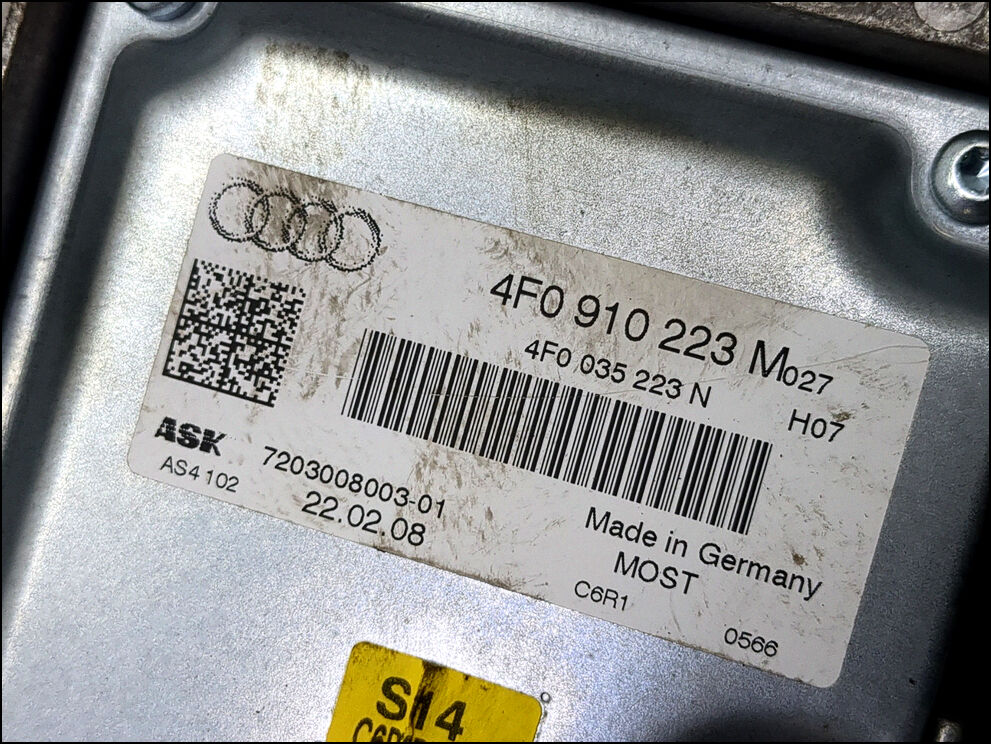 4F0 910 223 M027
4F0 035 223 N
H07
ASK
AS4 102
7203008003-01
22.02.08
Made in Germany
MOST
C6R1
0566
S14